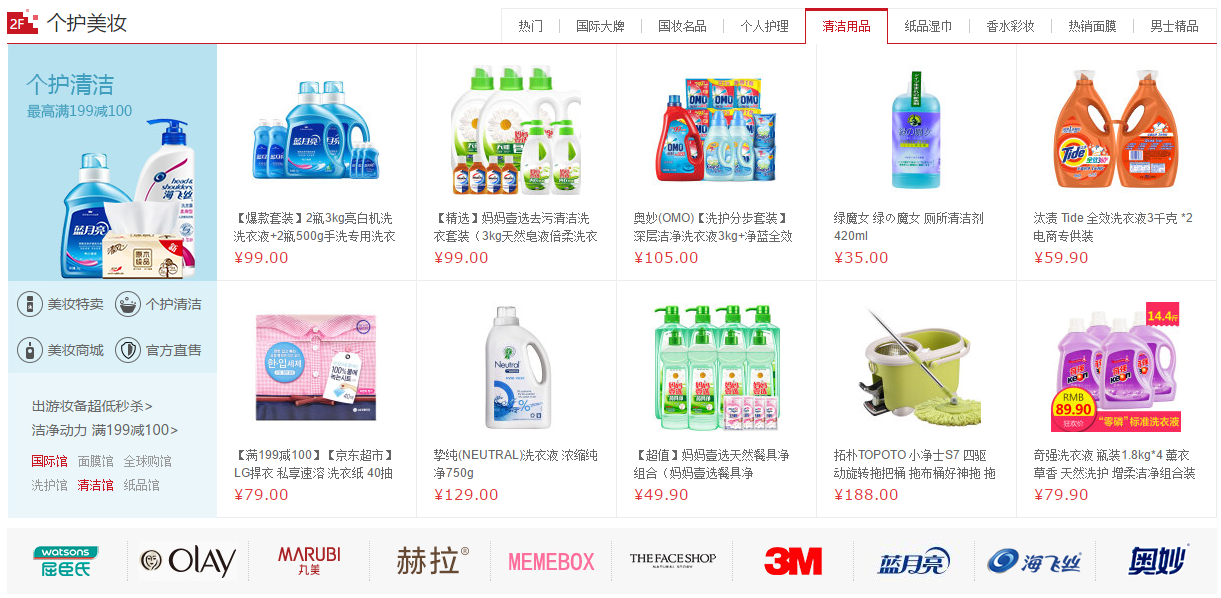 2F 个护美妆
热门 国际大牌 国妆名品 个人护理 清洁用品 纸品湿巾 香水彩妆 热销面膜 男士精品
个护清洁
最高满199减100
美妆特卖 个护清洁
美妆商城 官方直售
出游妆备超低秒杀>
洁净动力 满199减100>
国际馆 面膜馆 全球购馆
洗护馆 清洁馆 纸品馆
【爆款套装】2瓶3kg亮白机洗
洗衣液+2瓶500g手洗专用洗衣
¥99.00
【精选】妈妈壹选去污清洁洗
衣套装（3kg天然皂液倍柔洗衣
¥99.00
奥妙(OMO)【洗护分步套装】
深层洁净洗衣液3kg+净蓝全效
¥105.00
绿魔女 绿の魔女 厕所清洁剂
420ml
¥35.00
汰渍 Tide 全效洗衣液3千克 *2
电商专供装
¥59.90
【满199减100】【京东超市】
LG提衣 私享速溶 洗衣纸 40抽
¥79.00
挚纯(NEUTRAL)洗衣液 浓缩纯
净750g
¥129.00
【超值】妈妈壹选天然餐具净
组合（妈妈壹选餐具净
¥49.90
拓朴TOPOTO 小净士S7 四驱
动旋转拖把桶 拖布桶好神拖 拖
¥188.00
14.4斤
RMB
89.90
狂欢价
“零磷”标准洗衣液
奇强洗衣液 瓶装1.8kg*4 薰衣
草香 天然洗护 增柔洁净组合装
¥79.90
watsons
屈臣氏
OLAY
MARUBI
丸美
赫拉®
MEMEBOX
THE FACE SHOP
NATURAL STORY
3M
蓝月亮
海飞丝
奥妙